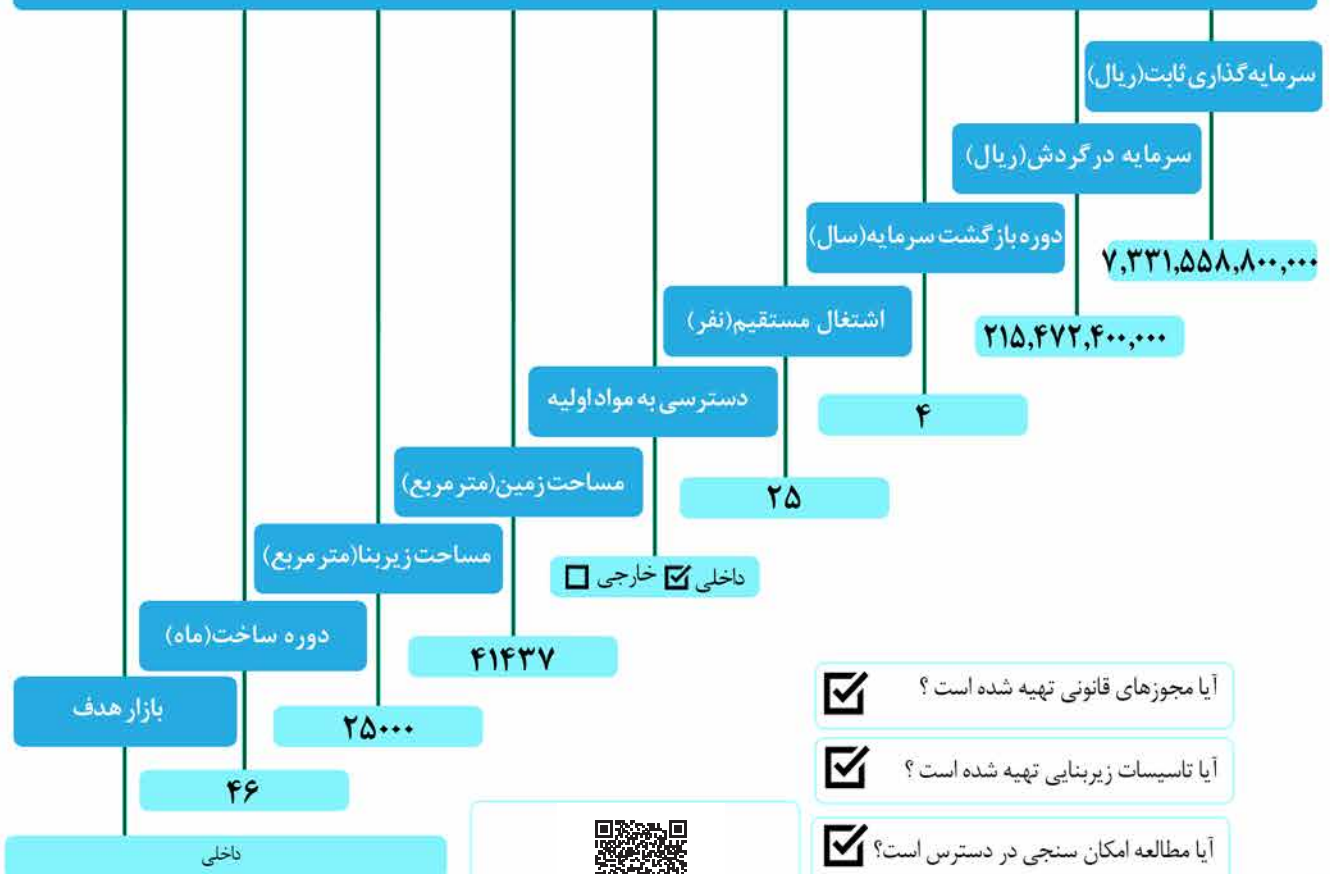 سرمایه‌گذاری ثابت(ریال)
۷,۳۳۱,۵۵۸,۸۰۰,۰۰۰
سرمایه در گردش(ریال)
۲۱۵,۴۷۲,۴۰۰,۰۰۰
دوره بازگشت سرمایه(سال)
۴
اشتغال مستقیم(نفر)
۲۵
دسترسی به مواد اولیه
داخلی ☑ خارجی ☐
مساحت زمین(متر مربع)
۴۱۴۳۷
مساحت زیربنا(متر مربع)
۲۵۰۰۰
دوره ساخت(ماه)
۴۶
بازار هدف
داخلی
آیا مجوزهای قانونی تهیه شده است ؟ ☑
آیا تاسیسات زیربنایی تهیه شده است ؟ ☑
آیا مطالعه امکان سنجی در دسترس است؟ ☑